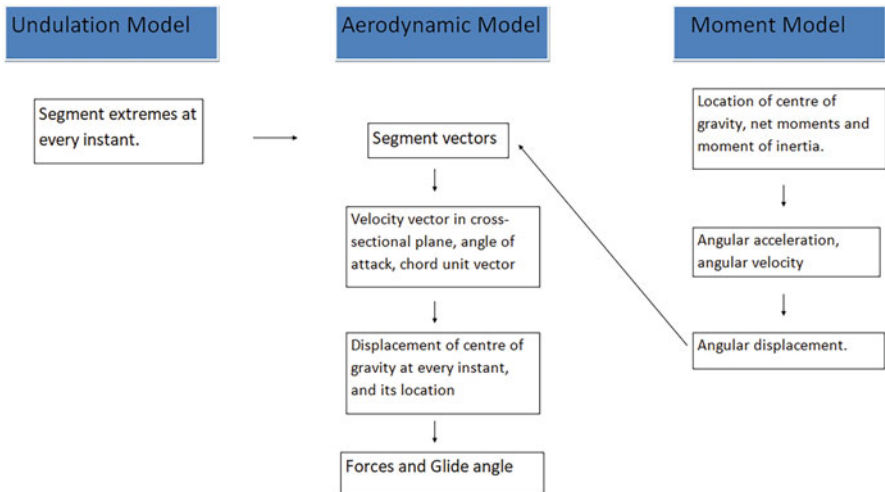 Undulation Model
Aerodynamic Model
Moment Model
Segment extremes at
every instant.
Segment vectors
Velocity vector in cross-
sectional plane, angle of
attack, chord unit vector
Displacement of centre of
gravity at every instant,
and its location
Forces and Glide angle
Location of centre of
gravity, net moments and
moment of inertia.
Angular acceleration,
angular velocity
Angular displacement.